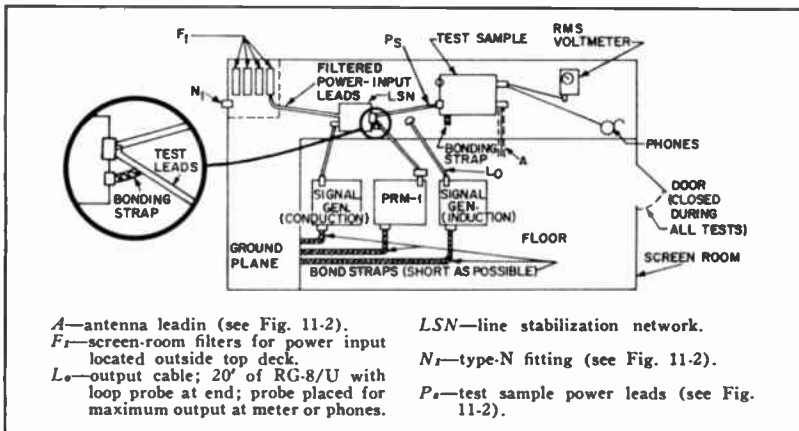 F1
N1
FILTERED
POWER-INPUT
LEADS
LSN
PS
TEST SAMPLE
RMS
VOLTMETER
A
TEST
LEADS
BONDING
STRAP
BONDING
STRAP
A
LO
PHONES
SIGNAL
GEN.
(CONDUCTION)
PRM-1
SIGNAL
GEN.
(INDUCTION)
DOOR
(CLOSED
DURING
ALL TESTS)
GROUND
PLANE
FLOOR
BOND STRAPS (SHORT AS POSSIBLE)
SCREEN ROOM
A—antenna leadin (see Fig. 11-2).
F1—screen-room filters for power input
located outside top deck.
Lo—output cable; 20' of RG-8/U with
loop probe at end; probe placed for
maximum output at meter or phones.
LSN—line stabilization network.
N1—type-N fitting (see Fig. 11-2).
Ps—test sample power leads (see Fig.
11-2).